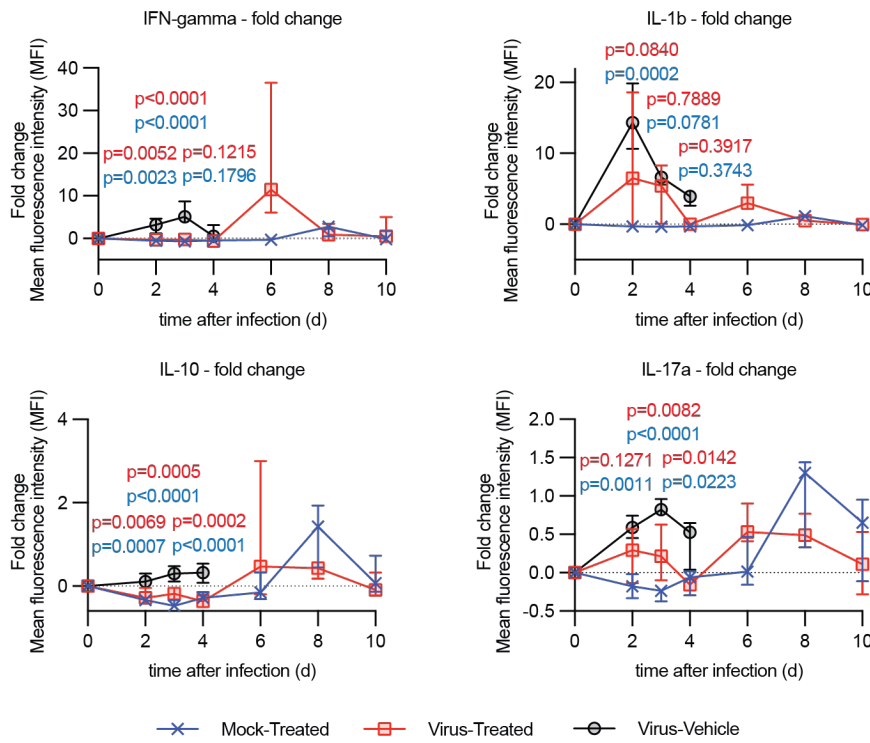 IFN-gamma - fold change
Fold change
Mean fluorescence intensity (MFI)
40
30
20
10
0
p<0.0001
p<0.0001
p=0.0052 p=0.1215
p=0.0023 p=0.1796
0 2 4 6 8 10
time after infection (d)
IL-1b - fold change
Fold change
Mean fluorescence intensity (MFI)
20
10
0
p=0.0840
p=0.0002
p=0.7889
p=0.0781
p=0.3917
p=0.3743
0 2 4 6 8 10
time after infection (d)
IL-10 - fold change
Fold change
Mean fluorescence intensity (MFI)
4
2
0
p=0.0005
p<0.0001
p=0.0069 p=0.0002
p=0.0007 p<0.0001
0 2 4 6 8 10
time after infection (d)
IL-17a - fold change
Fold change
Mean fluorescence intensity (MFI)
2.0
1.5
1.0
0.5
0.0
-0.5
p=0.0082
p<0.0001
p=0.1271 p=0.0142
p=0.0011 p=0.0223
0 2 4 6 8 10
time after infection (d)
Mock-Treated Virus-Treated Virus-Vehicle